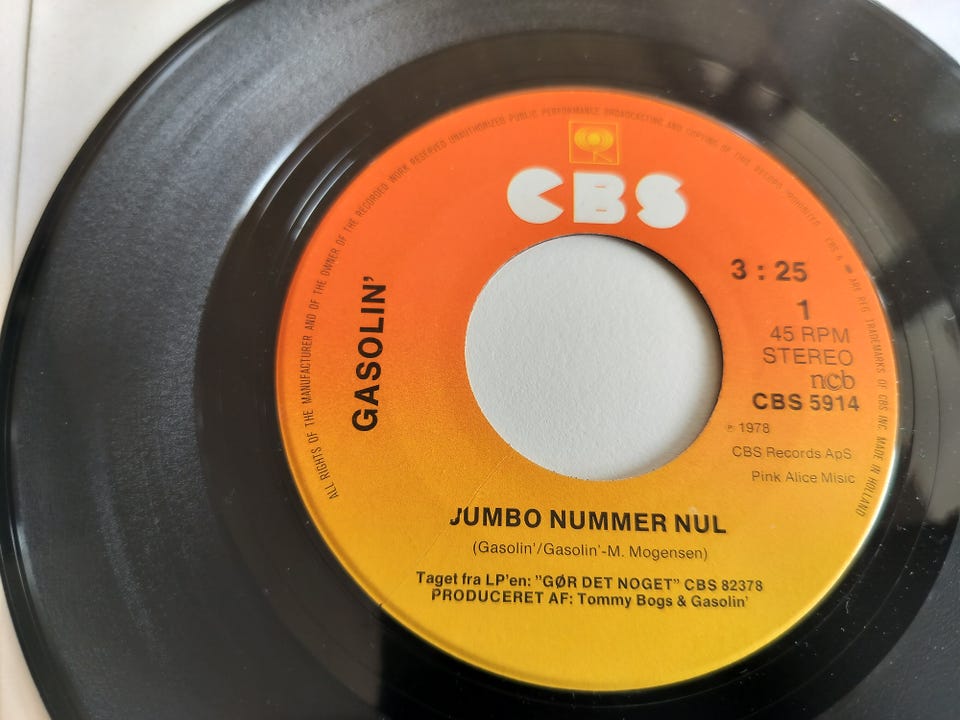 ALL RIGHTS OF THE MANUFACTURER AND OF THE OWNER OF THE RECORDED WORK RESERVED UNAUTHORIZED PUBLIC PERFORMANCE BROADCASTING AND COPYING OF THIS RECORD PROHIBITED
ARE REG. TRADEMARKS OF CBS INC. MADE IN HOLLAND
CBS
GASOLIN'
3 : 25
1
45 RPM
STEREO
ncb
CBS 5914
℗ 1978
CBS Records ApS
Pink Alice Misic
JUMBO NUMMER NUL
(Gasolin'/Gasolin'-M. Mogensen)
Taget fra LP'en: "GØR DET NOGET" CBS 82378
PRODUCERET AF: Tommy Bogs & Gasolin'